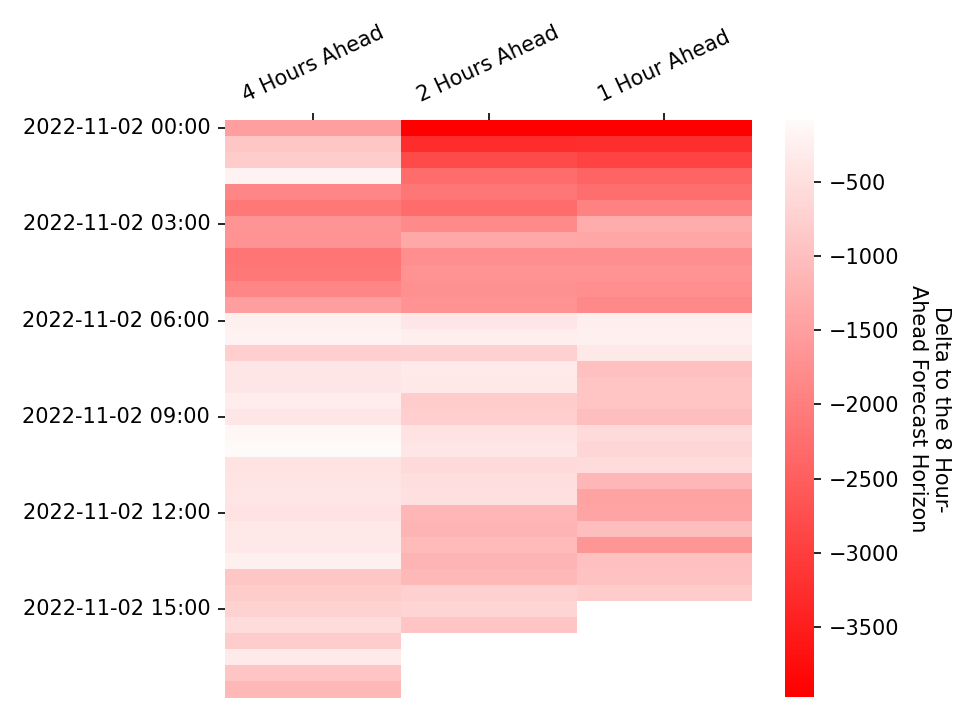 4 Hours Ahead
2 Hours Ahead
1 Hour Ahead
2022-11-02 00:00
2022-11-02 03:00
2022-11-02 06:00
2022-11-02 09:00
2022-11-02 12:00
2022-11-02 15:00
−500
−1000
−1500
−2000
−2500
−3000
−3500
Delta to the 8 Hour-
Ahead Forecast Horizon